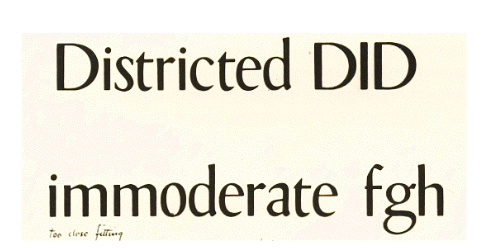 Districted DID
immoderate fgh
too close fitting